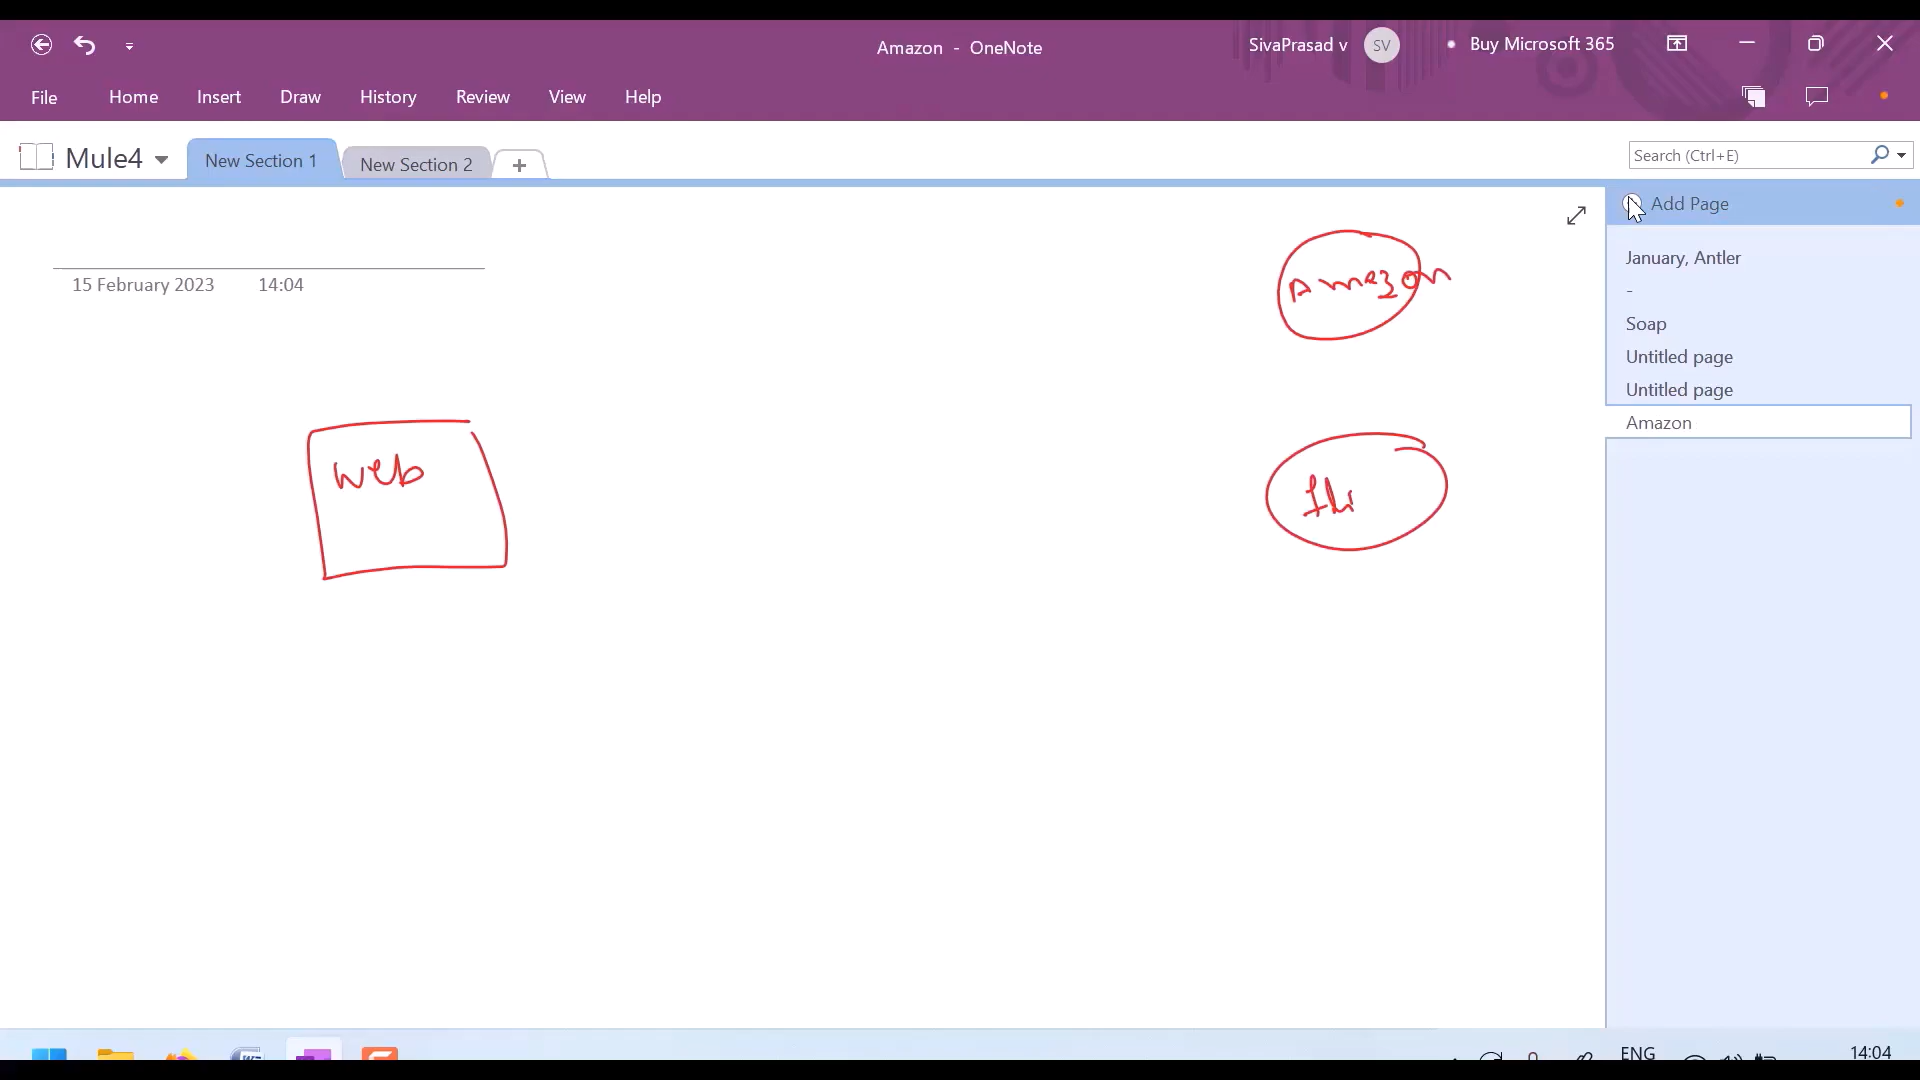 Amazon - OneNote
SivaPrasad v
SV
Buy Microsoft 365
File
Home
Insert
Draw
History
Review
View
Help
Mule4
New Section 1
New Section 2
Search (Ctrl+E)
Add Page
15 February 2023
14:04
January, Antler
-
Soap
Untitled page
Untitled page
Amazon
Amazon
web
ENG
14:04